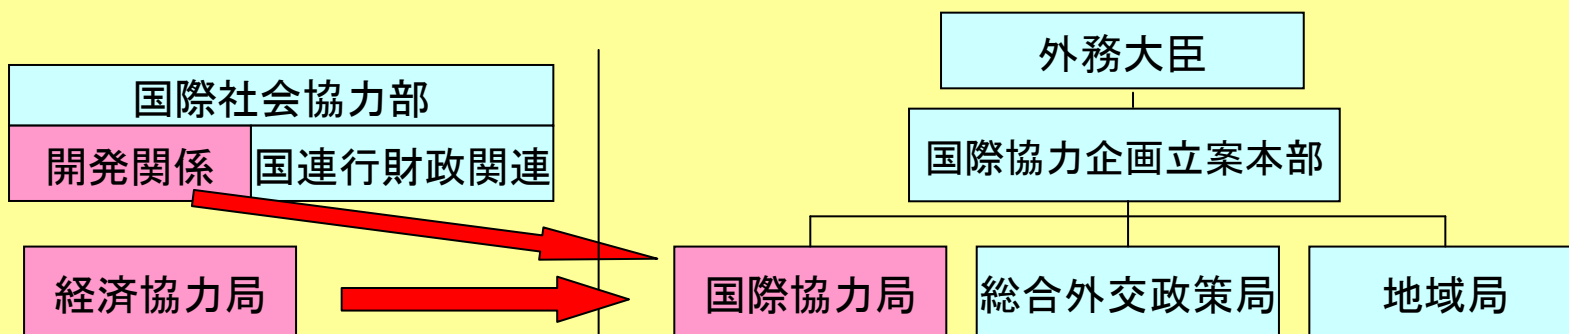 国際社会協力部
開発関係
国連行財政関連
経済協力局
外務大臣
国際協力企画立案本部
国際協力局
総合外交政策局
地域局